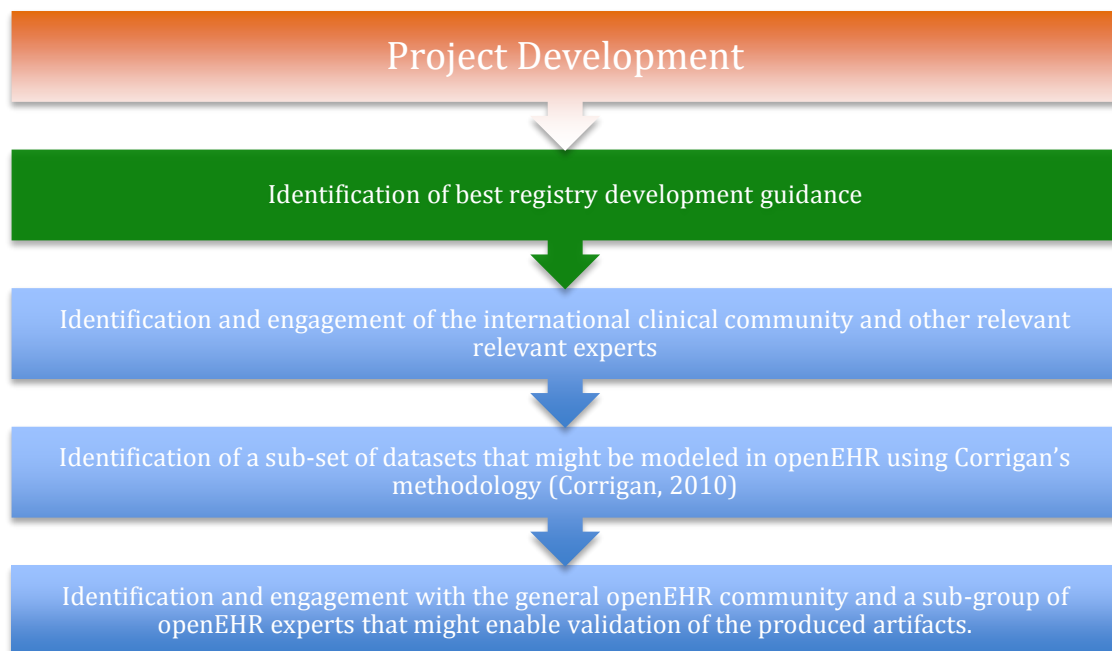 Project Development
Identification of best registry development guidance
Identification and engagement of the international clinical community and other relevant
relevant experts
Identification of a sub-set of datasets that might be modeled in openEHR using Corrigan's
methodology (Corrigan, 2010)
Identification and engagement with the general openEHR community and a sub-group of
openEHR experts that might enable validation of the produced artifacts.